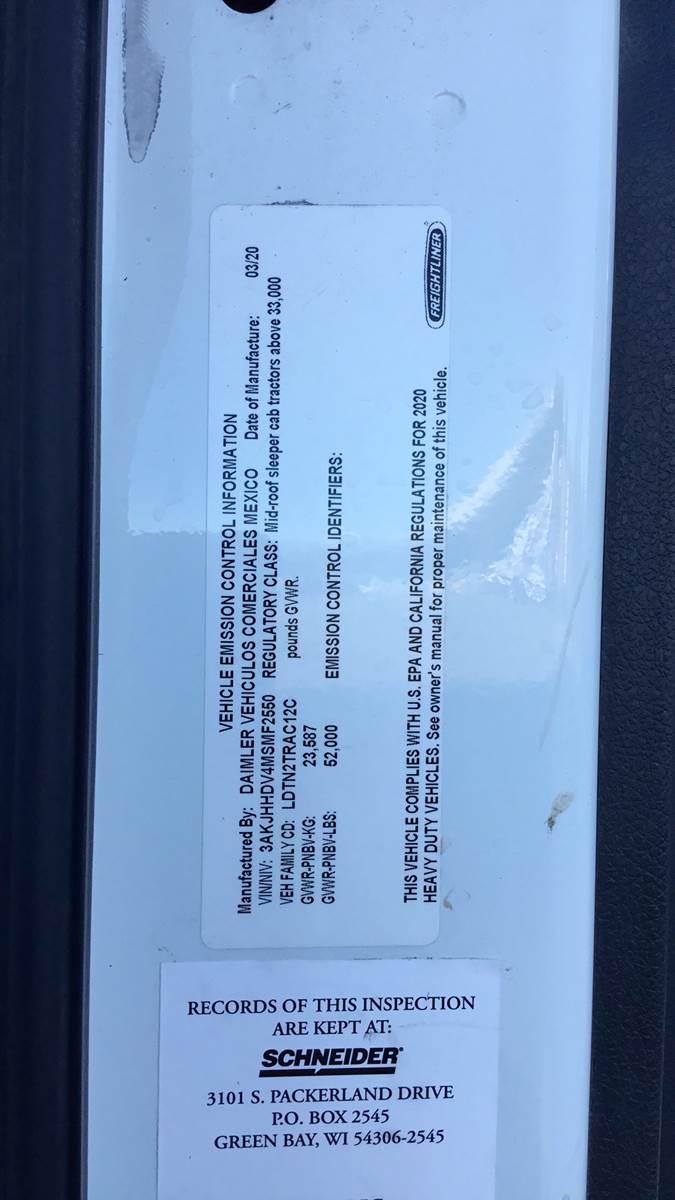 VEHICLE EMISSION CONTROL INFORMATION
Manufactured By: DAIMLER VEHICULOS COMERCIALES MEXICO Date of Manufacture: 03/20
VIN/NIV: 3AKJHHDV4MSMF2550 REGULATORY CLASS: Mid-roof sleeper cab tractors above 33,000
VEH FAMILY CD: LDTN2TRAC12C pounds GVWR.
GVWR-PNBV-KG: 23,587
GVWR-PNBV-LBS: 52,000 EMISSION CONTROL IDENTIFIERS:
THIS VEHICLE COMPLIES WITH U.S. EPA AND CALIFORNIA REGULATIONS FOR 2020
HEAVY DUTY VEHICLES. See owner's manual for proper maintenance of this vehicle.
FREIGHTLINER
RECORDS OF THIS INSPECTION
ARE KEPT AT:
SCHNEIDER®
3101 S. PACKERLAND DRIVE
P.O. BOX 2545
GREEN BAY, WI 54306-2545